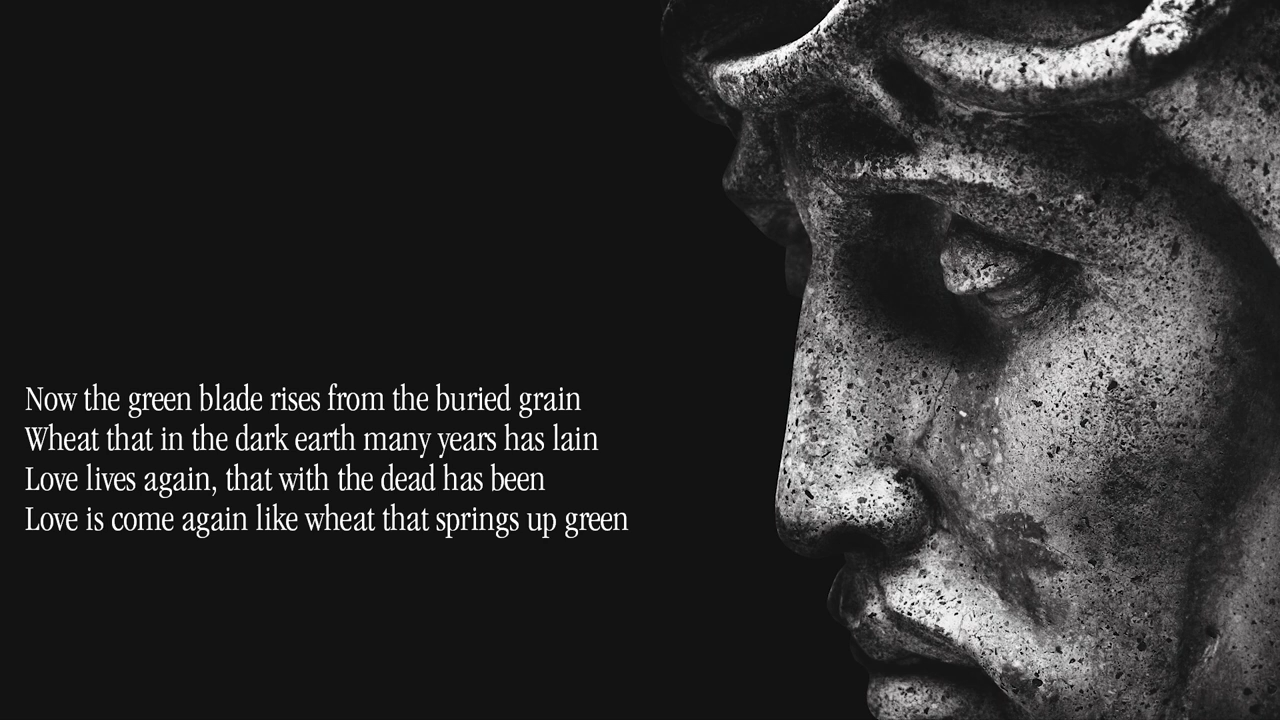 Now the green blade rises from the buried grain
Wheat that in the dark earth many years has lain
Love lives again, that with the dead has been
Love is come again like wheat that springs up green